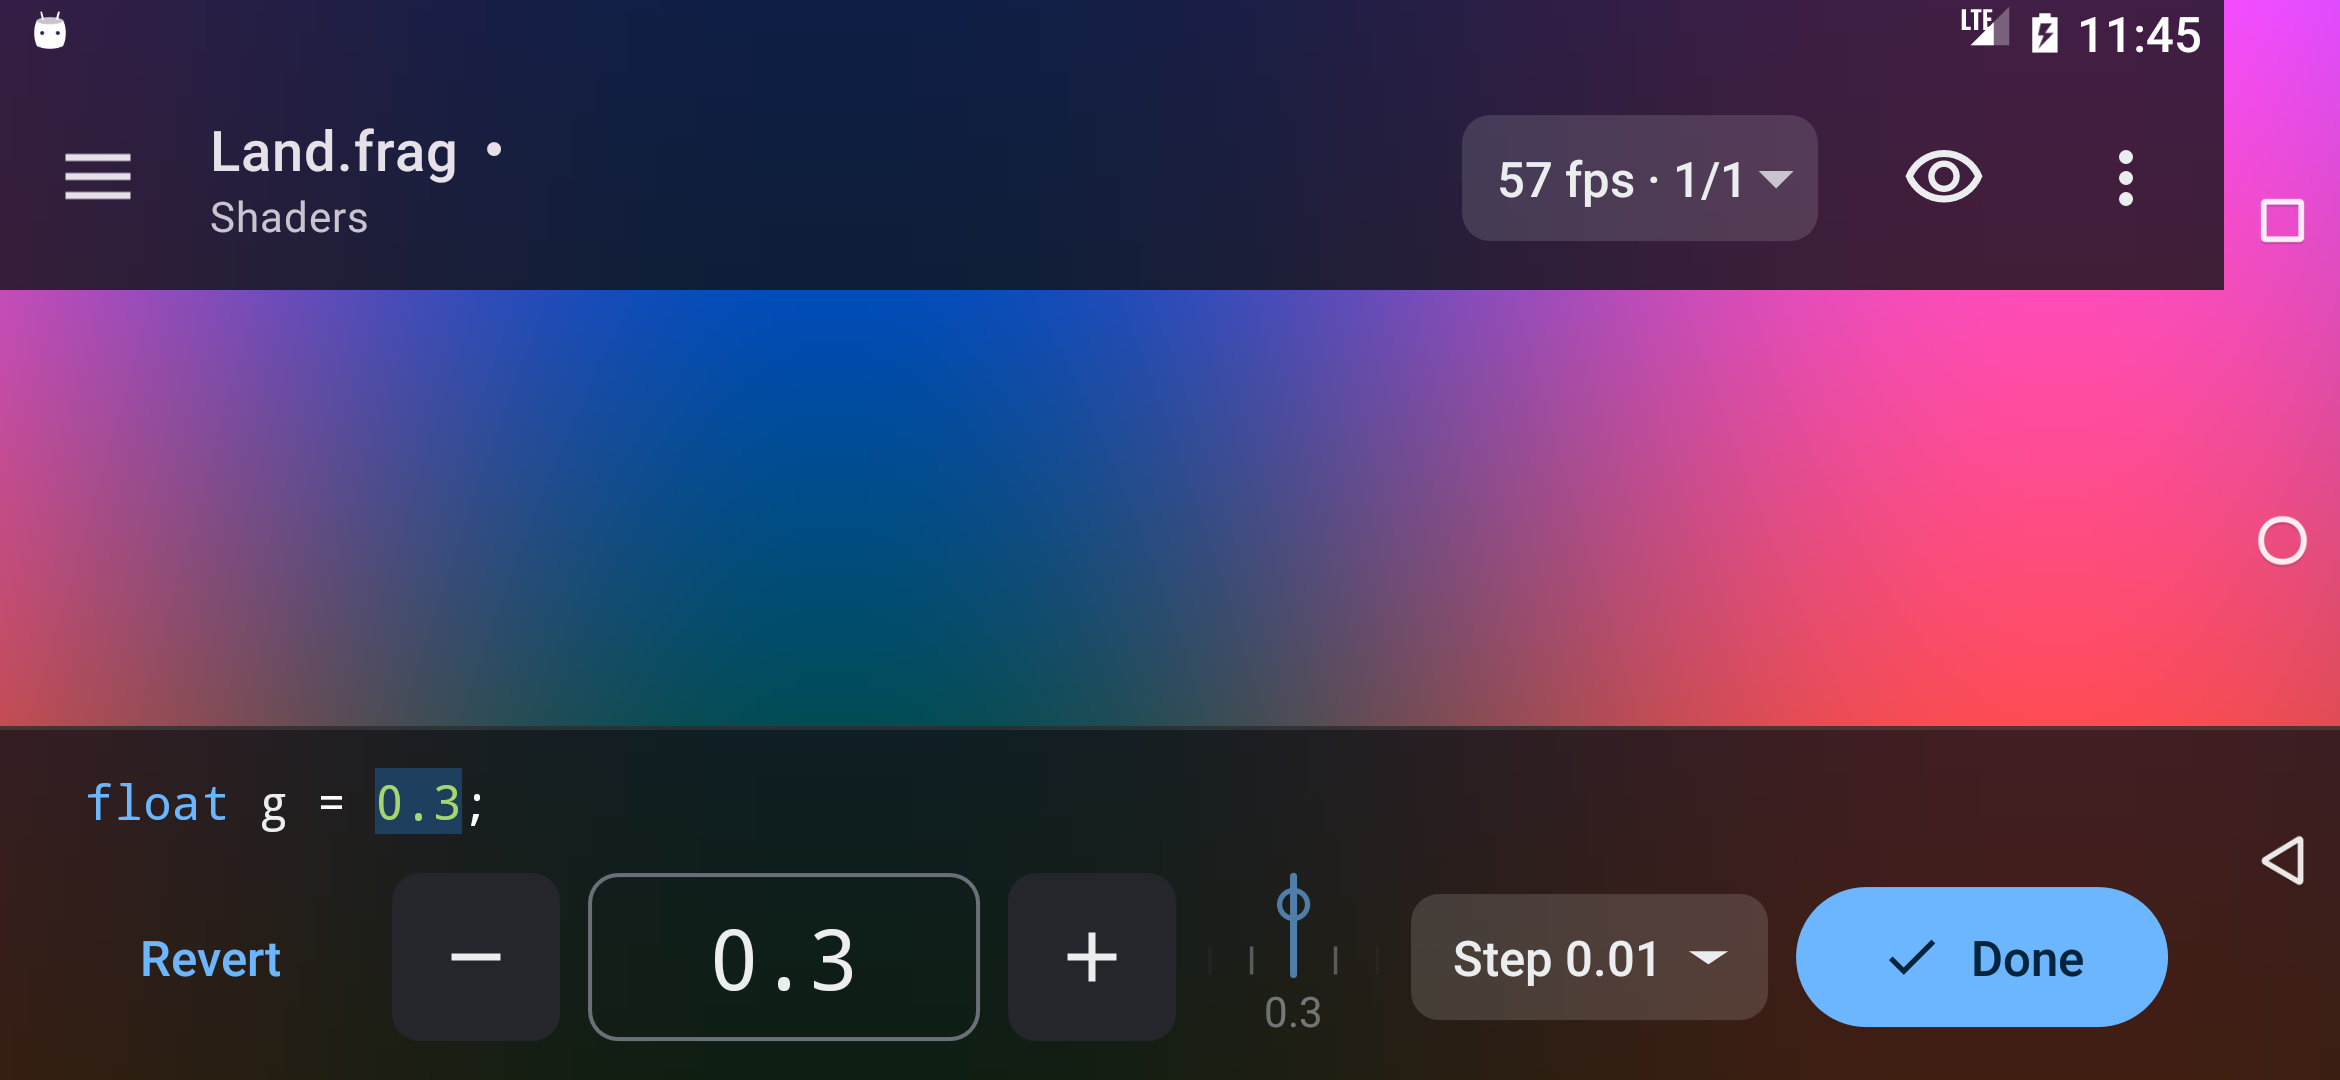 LTE 11:45
Land.frag •
Shaders
57 fps · 1/1
float g = 0.3;
Revert
− 0.3 +
0.3
Step 0.01
Done